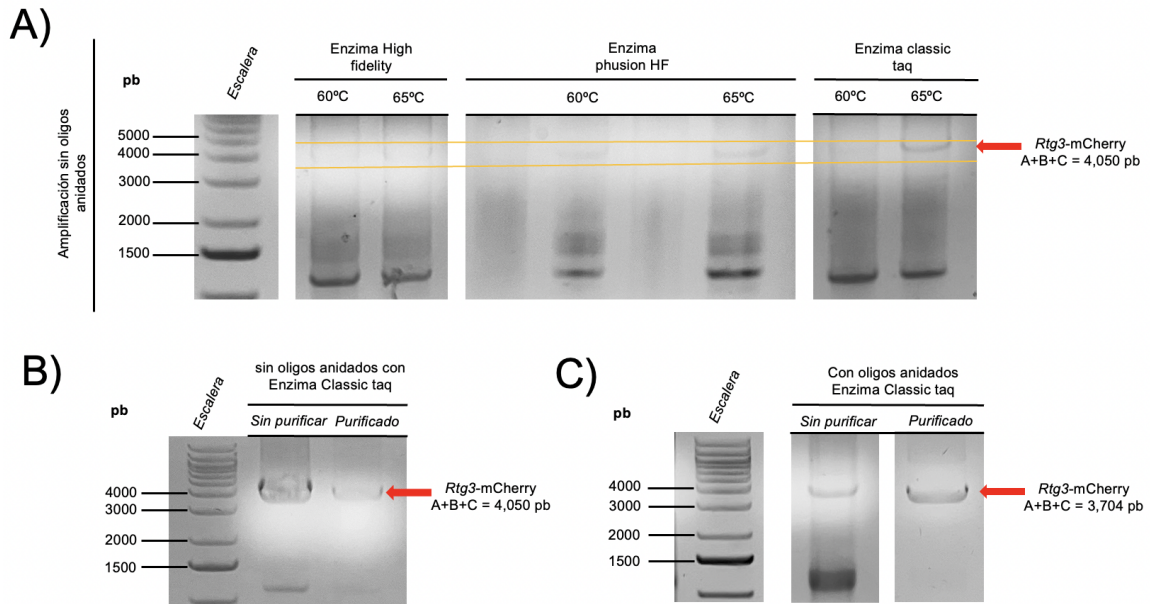 A)
Amplificación sin oligos
anidados
pb
Escalera
Enzima High
fidelity
60ºC
65ºC
Enzima
phusion HF
60ºC
65ºC
Enzima classic
taq
60ºC
65ºC
5000
4000
3000
2000
1500
Rtg3-mCherry
A+B+C = 4,050 pb
B)
sin oligos anidados con
Enzima Classic taq
pb
Escalera
Sin purificar
Purificado
4000
3000
2000
1500
Rtg3-mCherry
A+B+C = 4,050 pb
C)
Con oligos anidados
Enzima Classic taq
pb
Escalera
Sin purificar
Purificado
4000
3000
2000
1500
Rtg3-mCherry
A+B+C = 3,704 pb